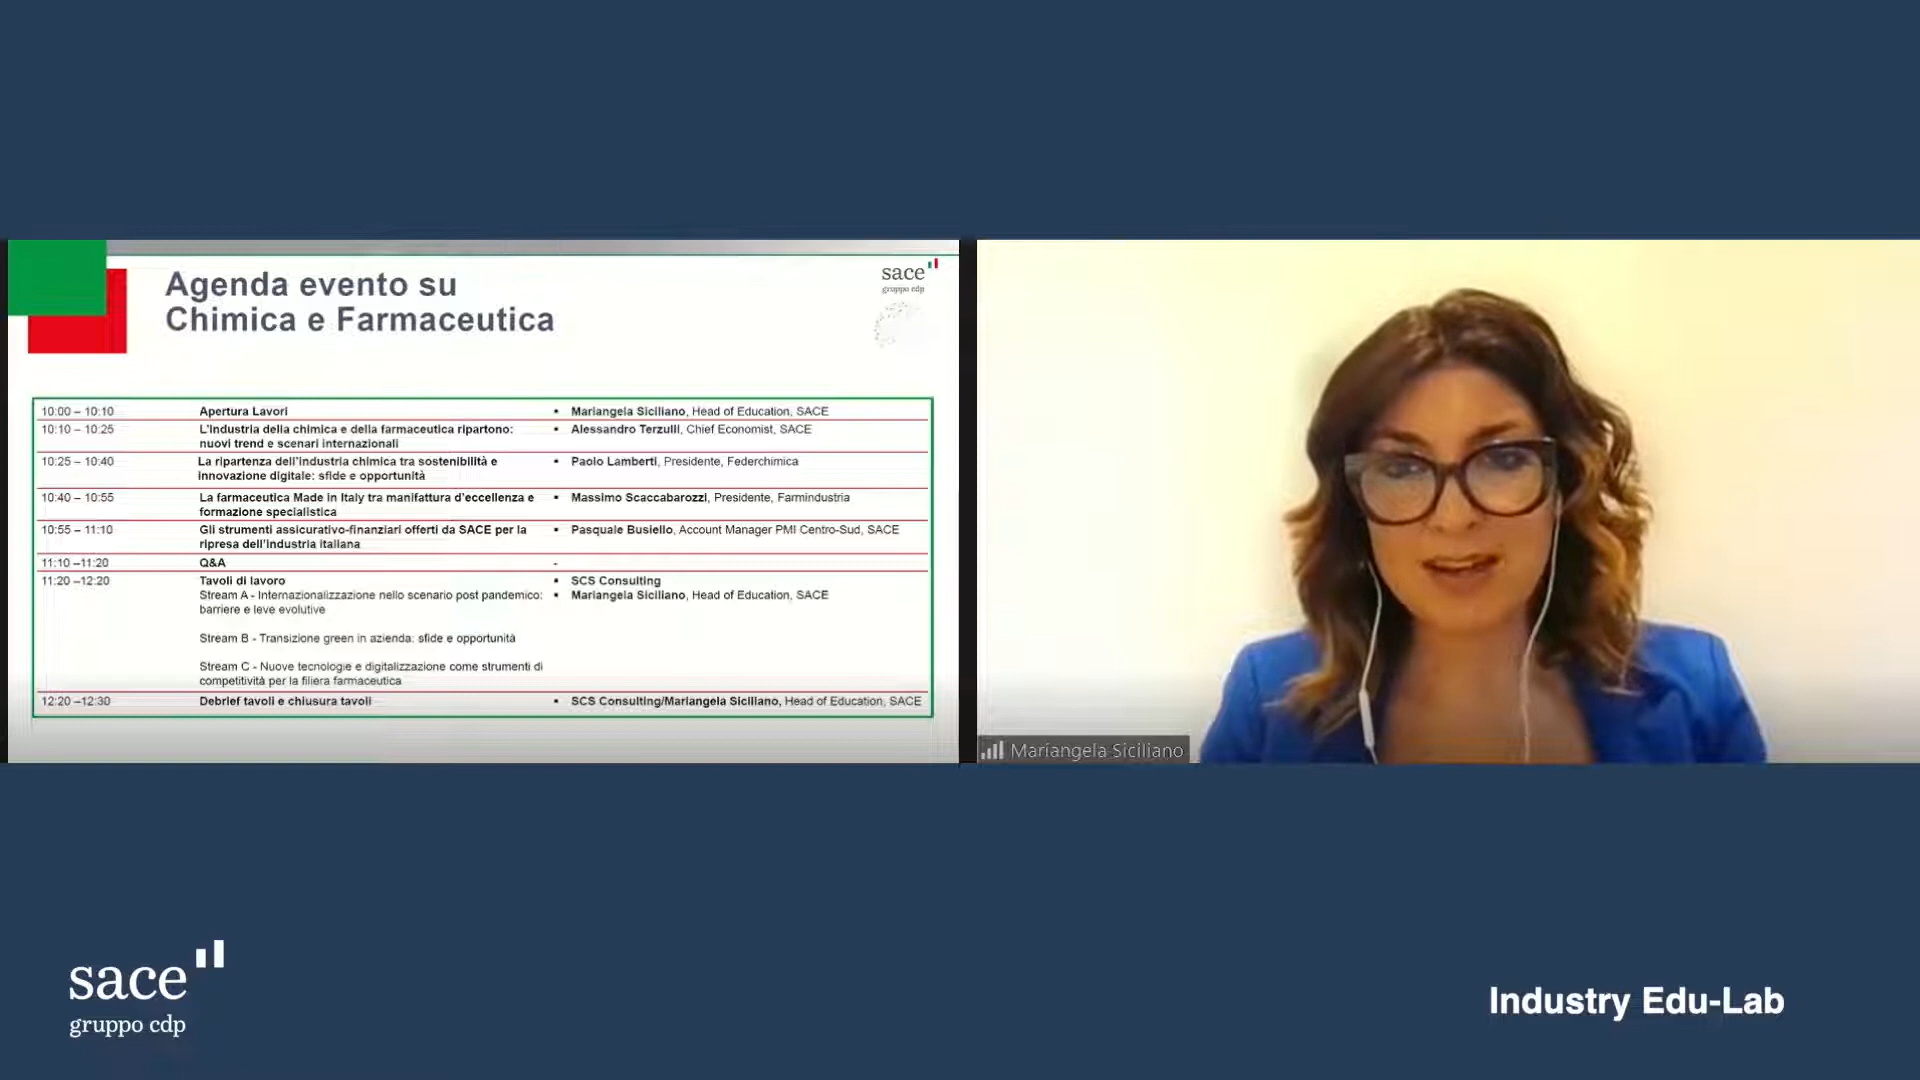 Agenda evento su
Chimica e Farmaceutica
sace
gruppo cdp
10:00 – 10:10 Apertura Lavori ▪ Mariangela Siciliano, Head of Education, SACE
10:10 – 10:25 L'industria della chimica e della farmaceutica ripartono: ▪ Alessandro Terzulli, Chief Economist, SACE
nuovi trend e scenari internazionali
10:25 – 10:40 La ripartenza dell'industria chimica tra sostenibilità e ▪ Paolo Lamberti, Presidente, Federchimica
innovazione digitale: sfide e opportunità
10:40 – 10:55 La farmaceutica Made in Italy tra manifattura d'eccellenza e ▪ Massimo Scaccabarozzi, Presidente, Farmindustria
formazione specialistica
10:55 – 11:10 Gli strumenti assicurativo-finanziari offerti da SACE per la ▪ Pasquale Busiello, Account Manager PMI Centro-Sud, SACE
ripresa dell'industria italiana
11:10 –11:20 Q&A -
11:20 –12:20 Tavoli di lavoro ▪ SCS Consulting
Stream A - Internazionalizzazione nello scenario post pandemico: ▪ Mariangela Siciliano, Head of Education, SACE
barriere e leve evolutive
Stream B - Transizione green in azienda: sfide e opportunità
Stream C - Nuove tecnologie e digitalizzazione come strumenti di
competitività per la filiera farmaceutica
12:20 –12:30 Debrief tavoli e chiusura tavoli ▪ SCS Consulting/Mariangela Siciliano, Head of Education, SACE
Mariangela Siciliano
sace
gruppo cdp
Industry Edu-Lab